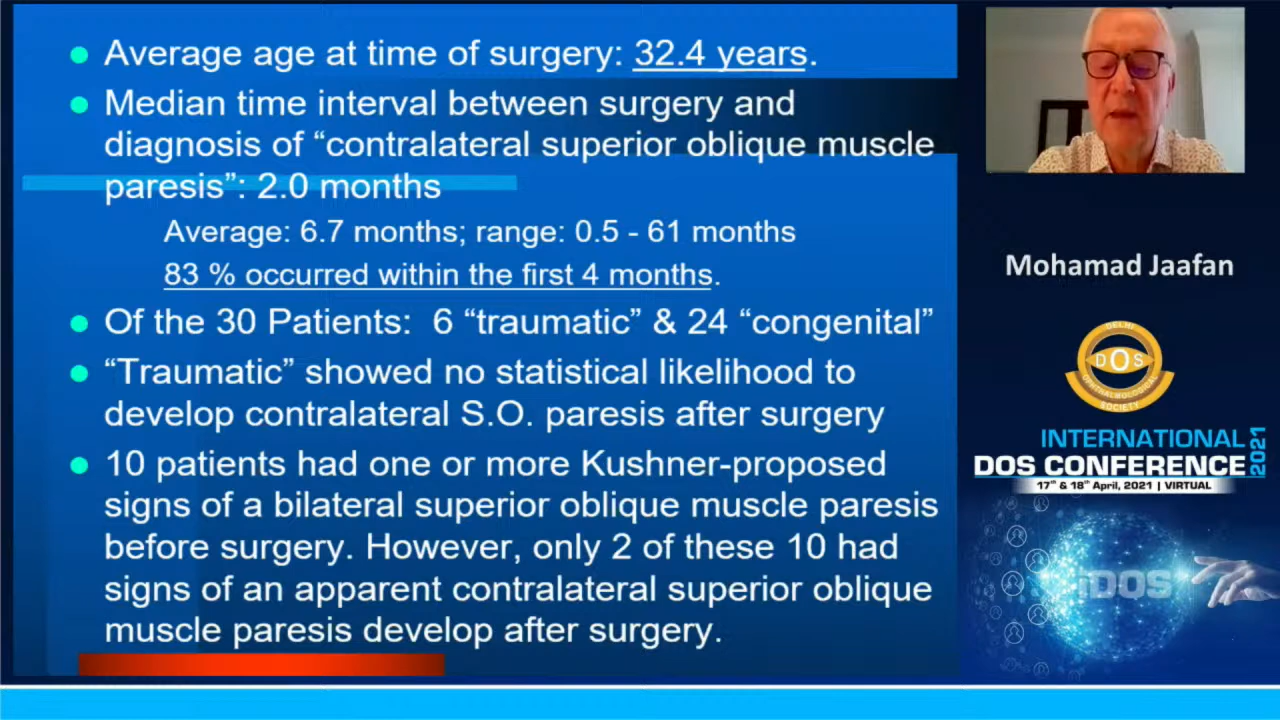 • Average age at time of surgery: 32.4 years.
• Median time interval between surgery and
diagnosis of “contralateral superior oblique muscle
paresis”: 2.0 months
Average: 6.7 months; range: 0.5 - 61 months
83 % occurred within the first 4 months.
• Of the 30 Patients: 6 “traumatic” & 24 “congenital”
• “Traumatic” showed no statistical likelihood to
develop contralateral S.O. paresis after surgery
• 10 patients had one or more Kushner-proposed
signs of a bilateral superior oblique muscle paresis
before surgery. However, only 2 of these 10 had
signs of an apparent contralateral superior oblique
muscle paresis develop after surgery.
Mohamad Jaafan
DELHI
DOS
OPHTHALMOLOGICAL
SOCIETY
INTERNATIONAL
DOS CONFERENCE
2021
17th & 18th April, 2021 | VIRTUAL
iDOS